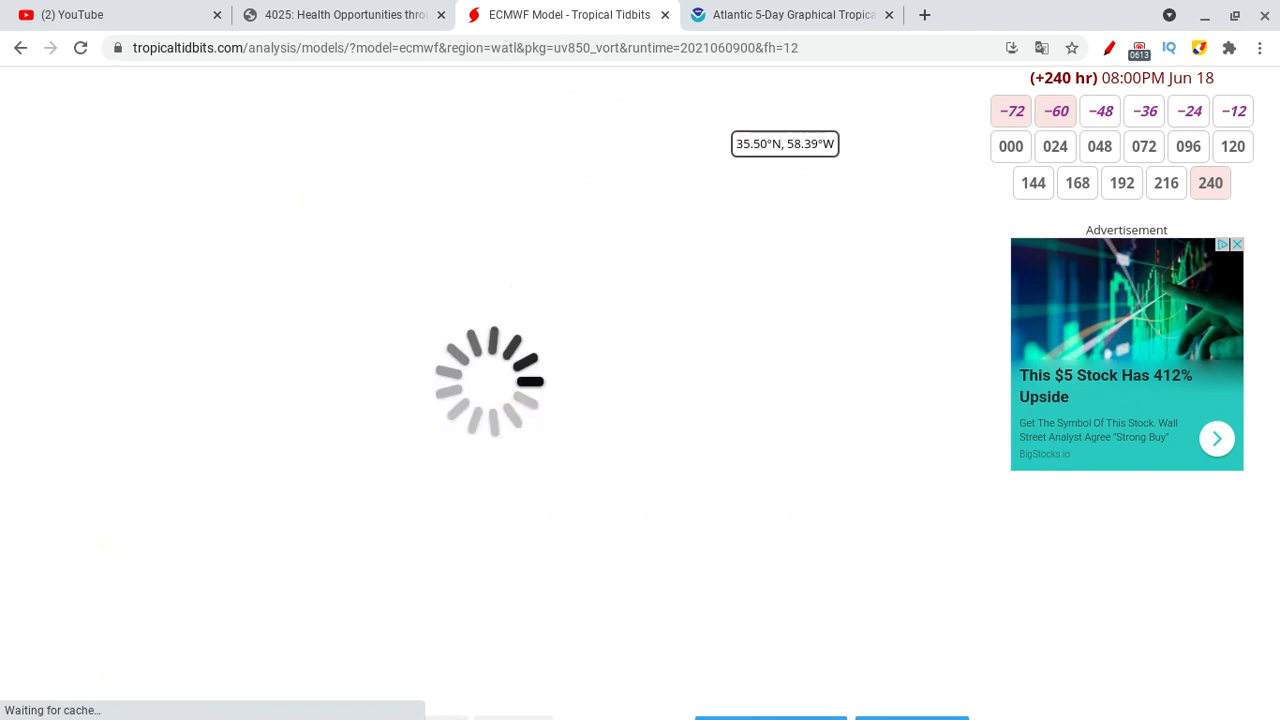 (2) YouTube
4025: Health Opportunities thro
ECMWF Model - Tropical Tidbits
Atlantic 5-Day Graphical Tropica
tropicaltidbits.com/analysis/models/?model=ecmwf&region=watl&pkg=uv850_vort&runtime=2021060900&fh=12
IQ
0613
(+240 hr) 08:00PM Jun 18
−72 −60 −48 −36 −24 −12
000 024 048 072 096 120
144 168 192 216 240
35.50°N, 58.39°W
Advertisement
This $5 Stock Has 412%
Upside
Get The Symbol Of This Stock. Wall
Street Analyst Agree “Strong Buy”
BigStocks.io
Waiting for cache...